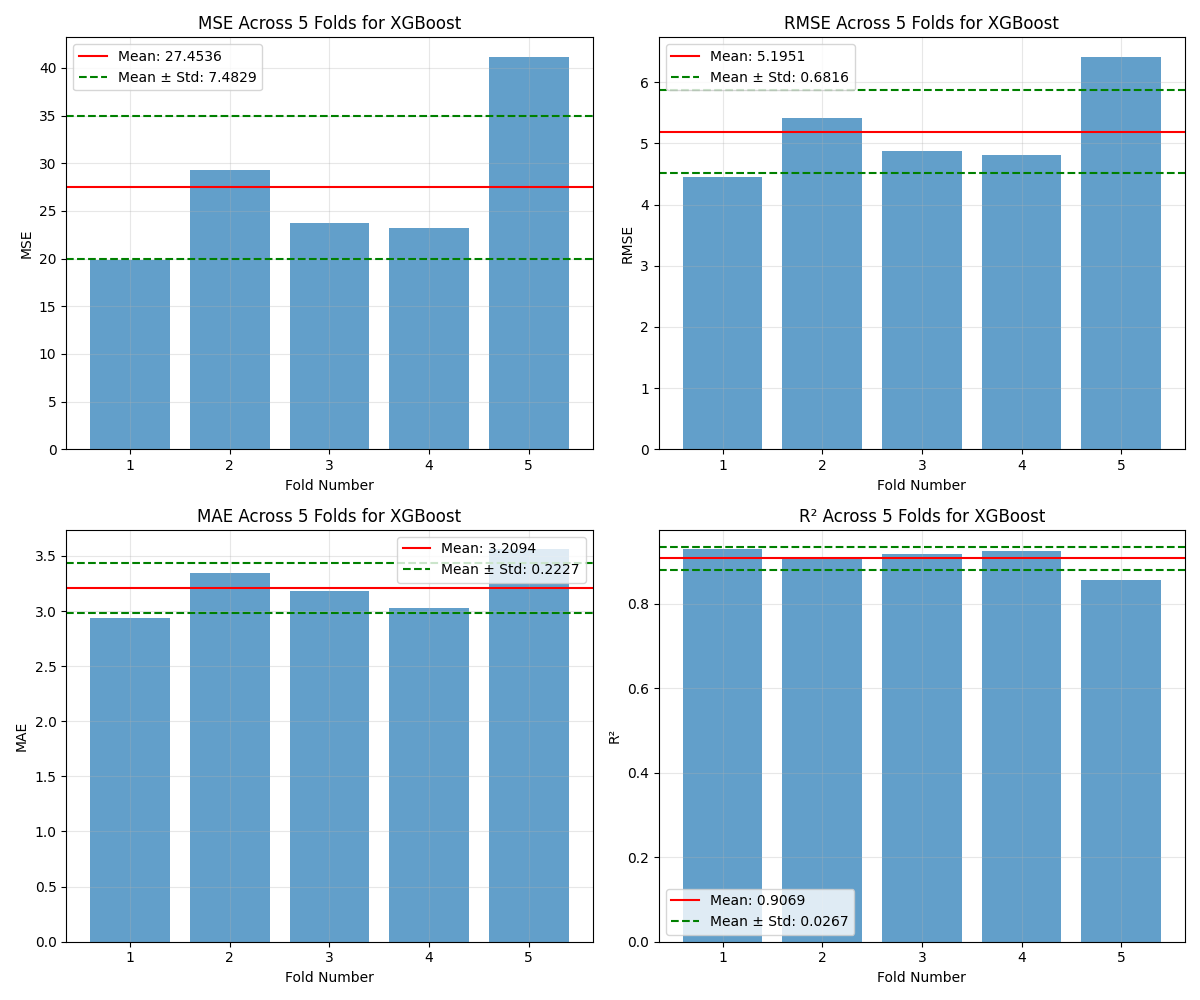 MSE Across 5 Folds for XGBoost
Mean: 27.4536
Mean ± Std: 7.4829
40
35
30
25
20
15
10
5
0
MSE
1 2 3 4 5
Fold Number
RMSE Across 5 Folds for XGBoost
Mean: 5.1951
Mean ± Std: 0.6816
6
5
4
3
2
1
0
RMSE
1 2 3 4 5
Fold Number
MAE Across 5 Folds for XGBoost
Mean: 3.2094
Mean ± Std: 0.2227
3.5
3.0
2.5
2.0
1.5
1.0
0.5
0.0
MAE
1 2 3 4 5
Fold Number
R² Across 5 Folds for XGBoost
0.8
0.6
0.4
0.2
0.0
R²
Mean: 0.9069
Mean ± Std: 0.0267
1 2 3 4 5
Fold Number